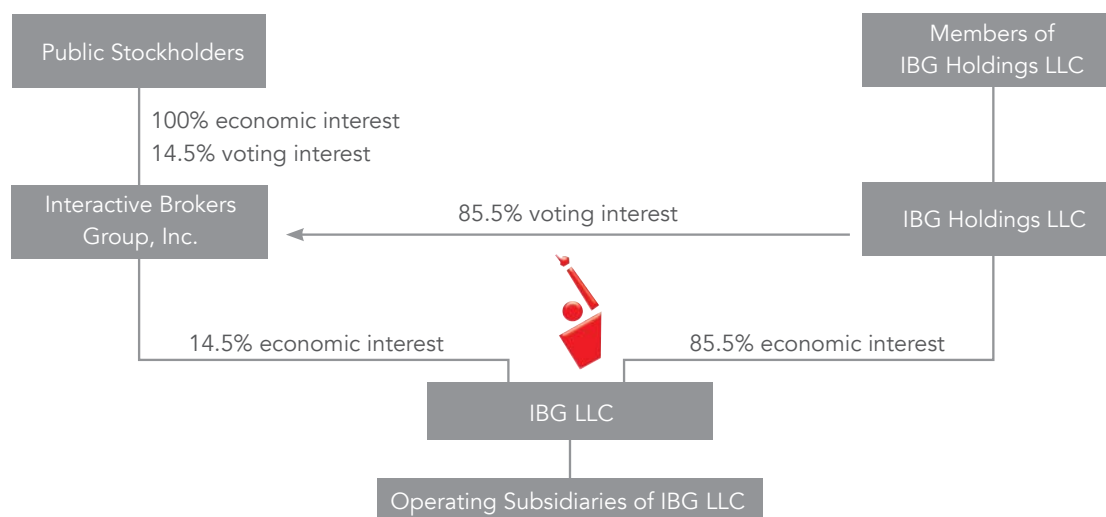 Public Stockholders
Members of
IBG Holdings LLC
100% economic interest
14.5% voting interest
Interactive Brokers
Group, Inc.
85.5% voting interest
IBG Holdings LLC
14.5% economic interest
85.5% economic interest
IBG LLC
Operating Subsidiaries of IBG LLC